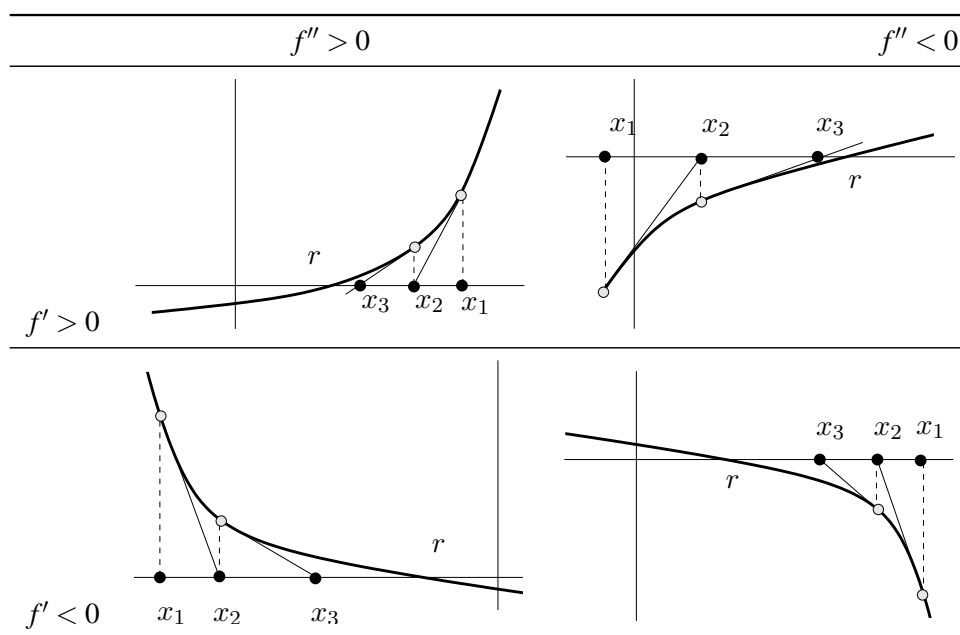 f'' > 0 f'' < 0
x₁ x₂ x₃
r r
x₃ x₂ x₁
f' > 0
x₃ x₂ x₁
r
r
f' < 0 x₁ x₂ x₃